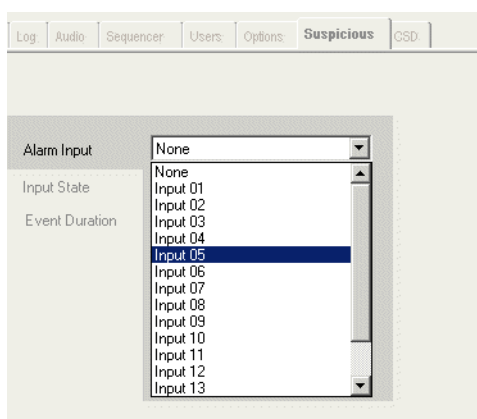 Log Audio Sequencer Users Options Suspicious CSD
Alarm Input None
None
Input State Input 01
Input 02
Event Duration Input 03
Input 04
Input 05
Input 06
Input 07
Input 08
Input 09
Input 10
Input 11
Input 12
Input 13